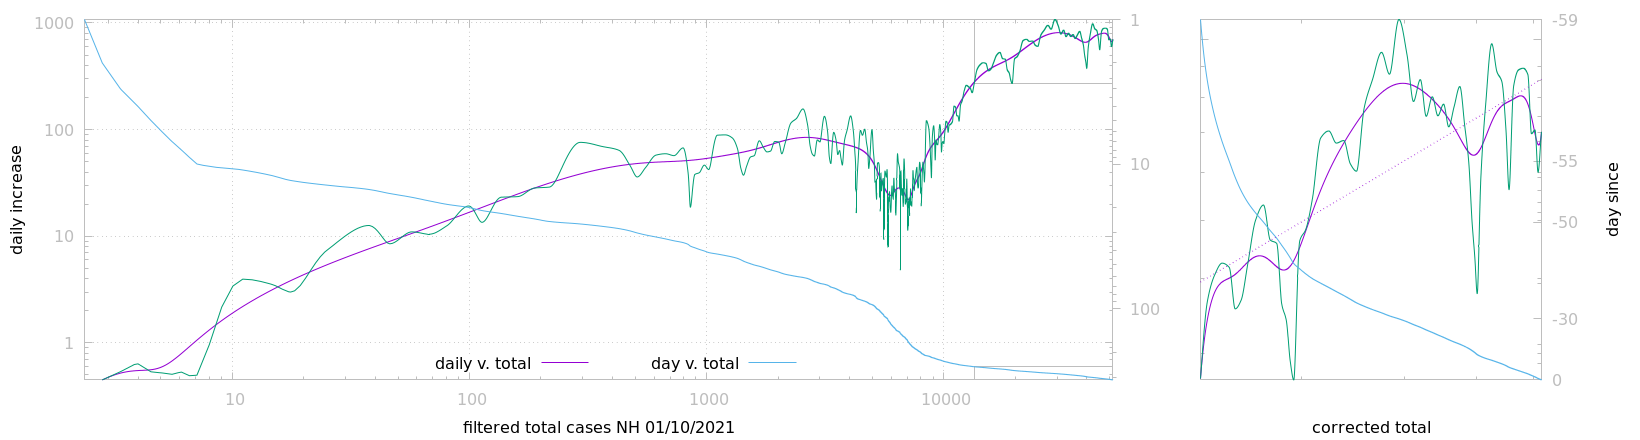 1000
100
10
1
daily increase
10
100
1000
10000
filtered total cases NH 01/10/2021
daily v. total
day v. total
1
10
100
-59
-55
-50
-30
0
day since
corrected total